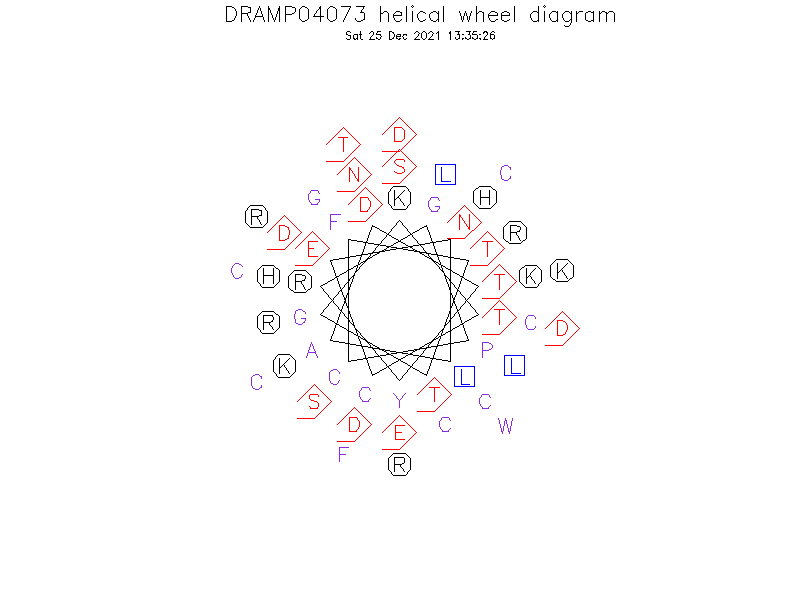 DRAMP04073 helical wheel diagram
Sat 25 Dec 2021 13:35:26
D
T
S
N L C
G K H
D G
R F N R
D E T
C H R T K K
R G T C D
A P
K C L L
C S C Y T C
D E C W
F R